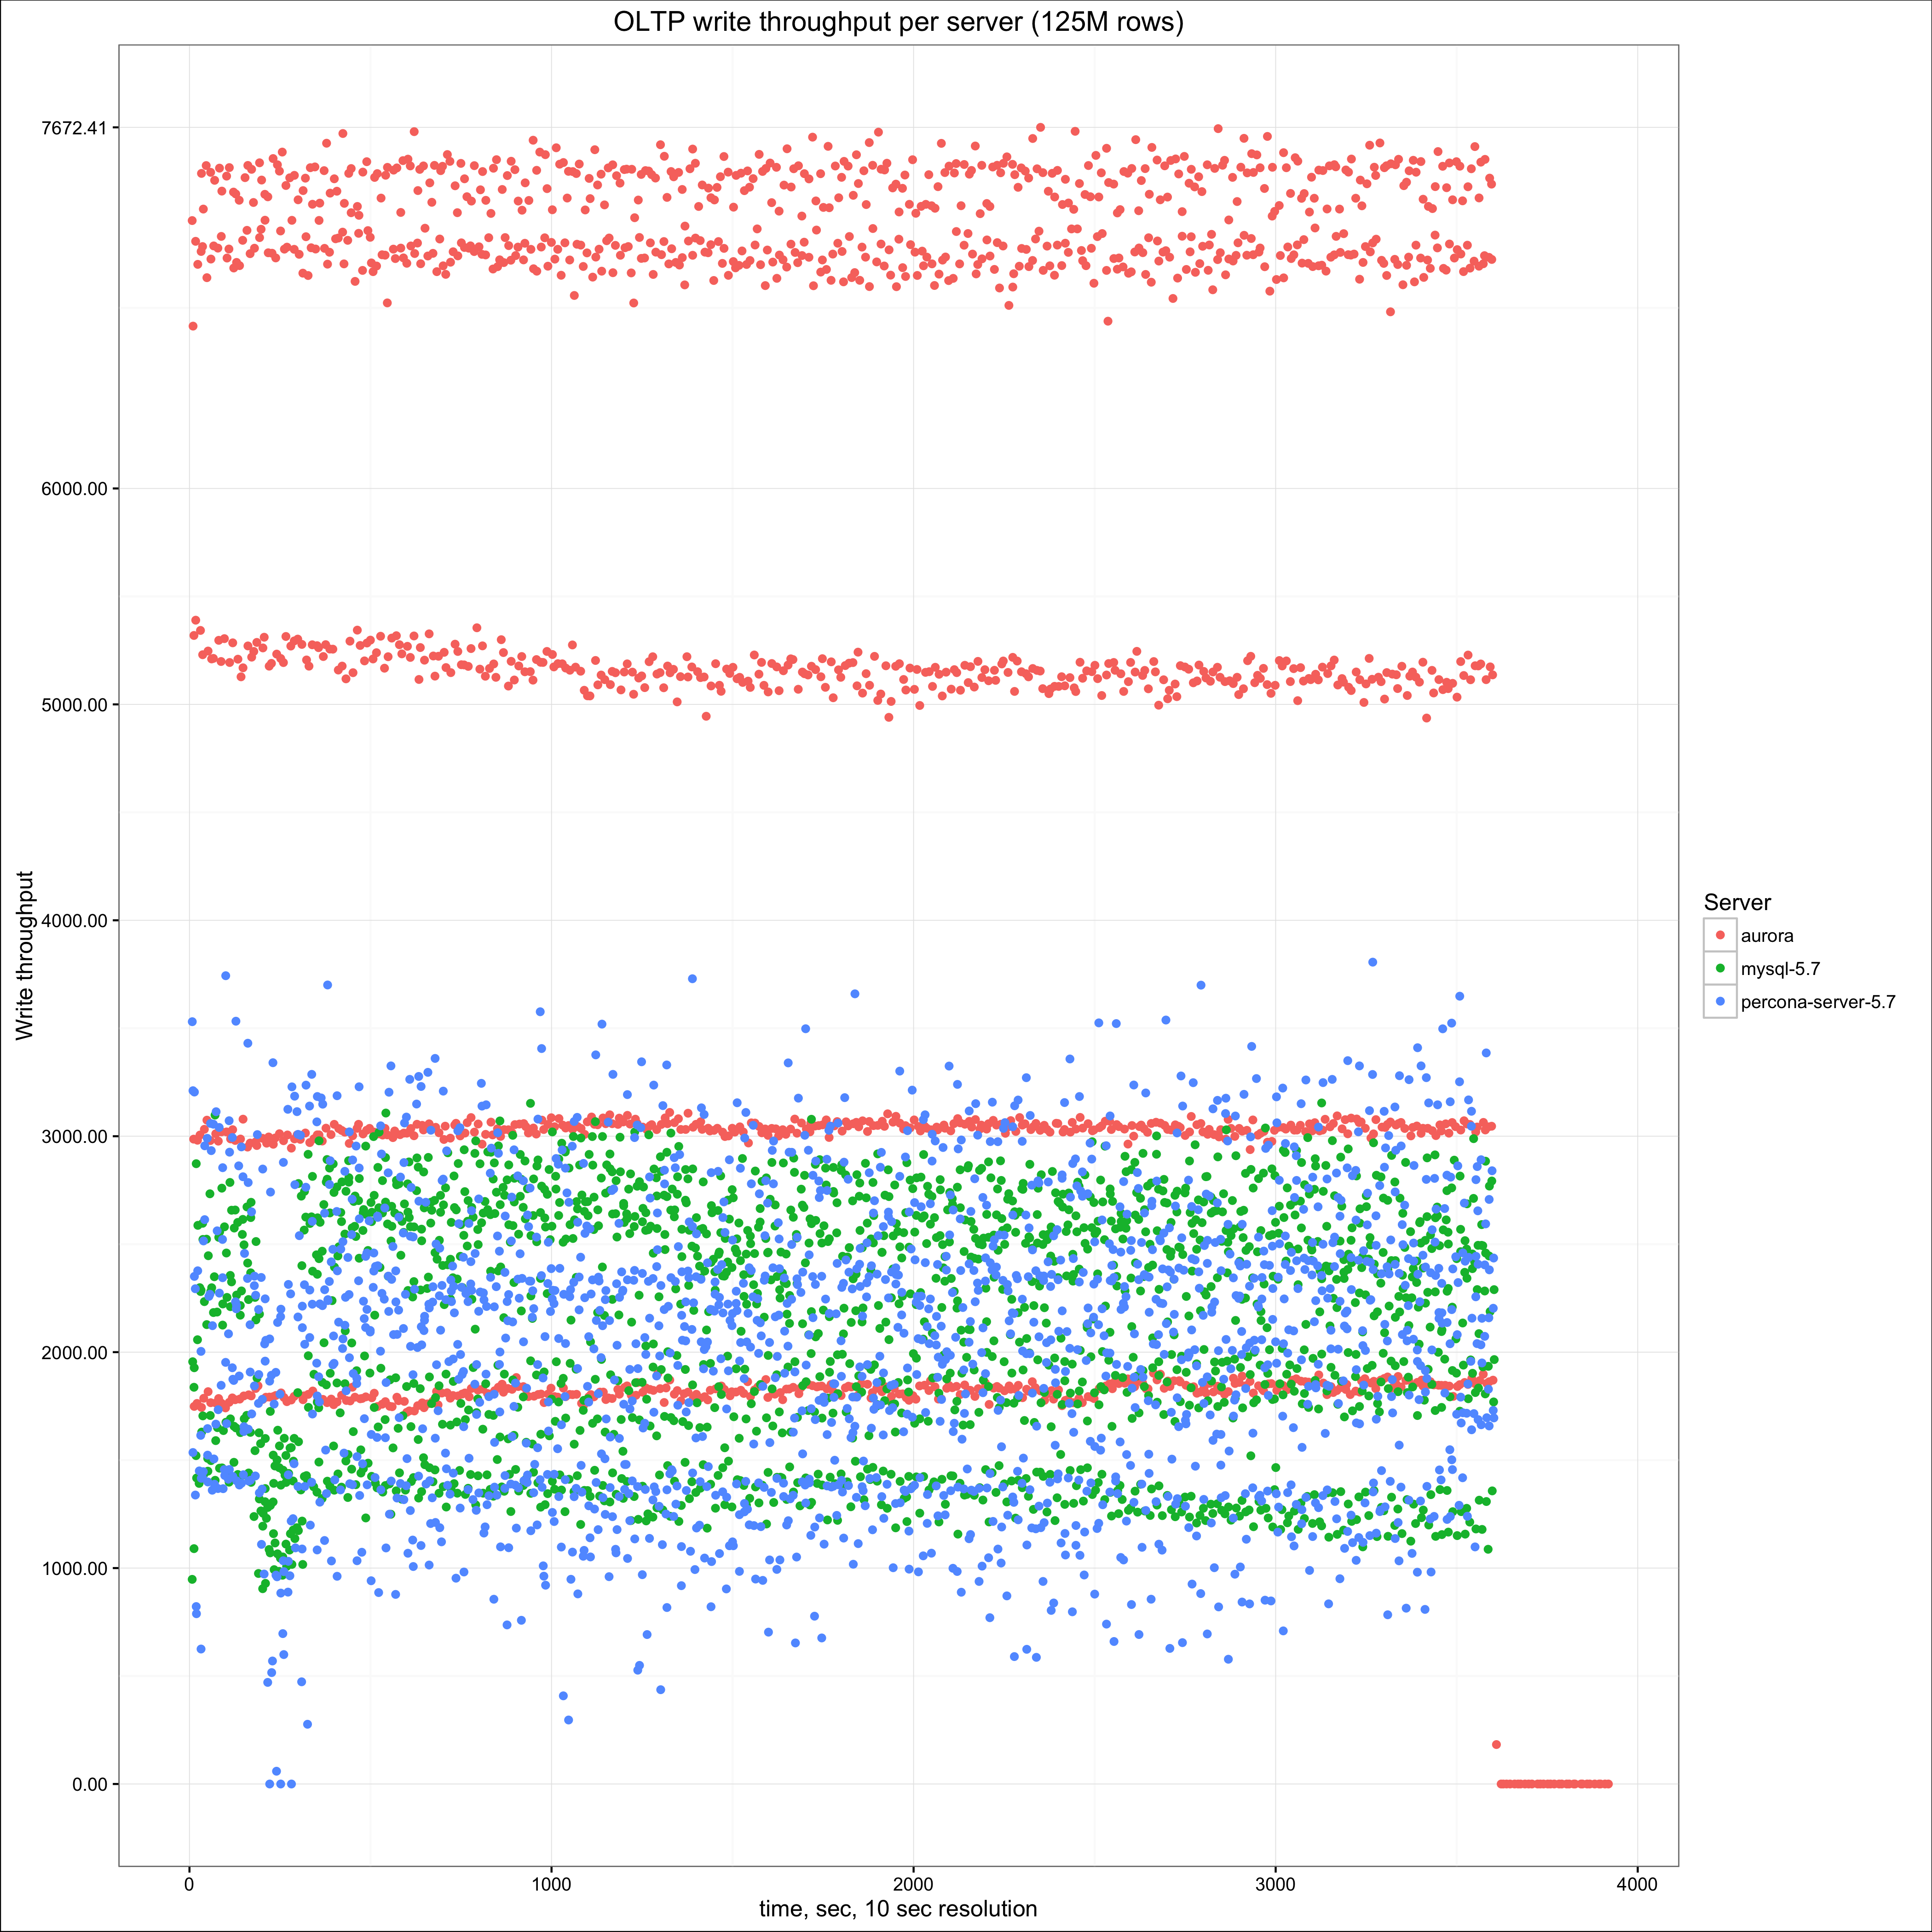 OLTP write throughput per server (125M rows)
7672.41
6000.00
5000.00
4000.00
3000.00
2000.00
1000.00
0.00
Write throughput
0 1000 2000 3000 4000
time, sec, 10 sec resolution
Server
aurora
mysql-5.7
percona-server-5.7